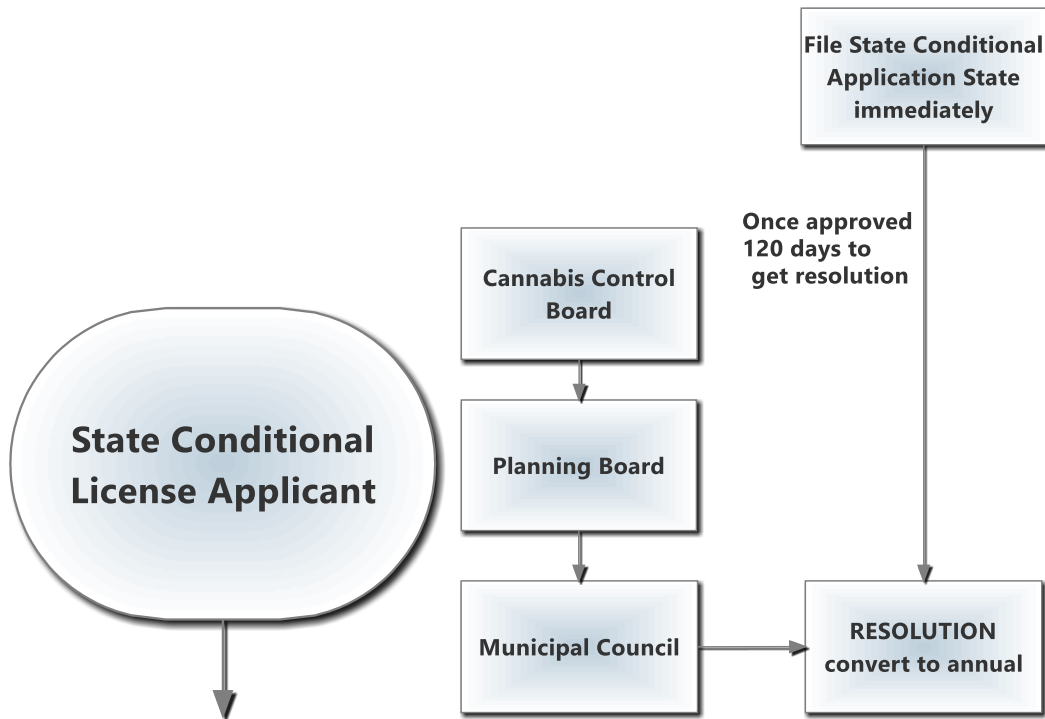 File State Conditional
Application State
immediately
Once approved
120 days to
get resolution
Cannabis Control
Board
State Conditional
License Applicant
Planning Board
Municipal Council
RESOLUTION
convert to annual